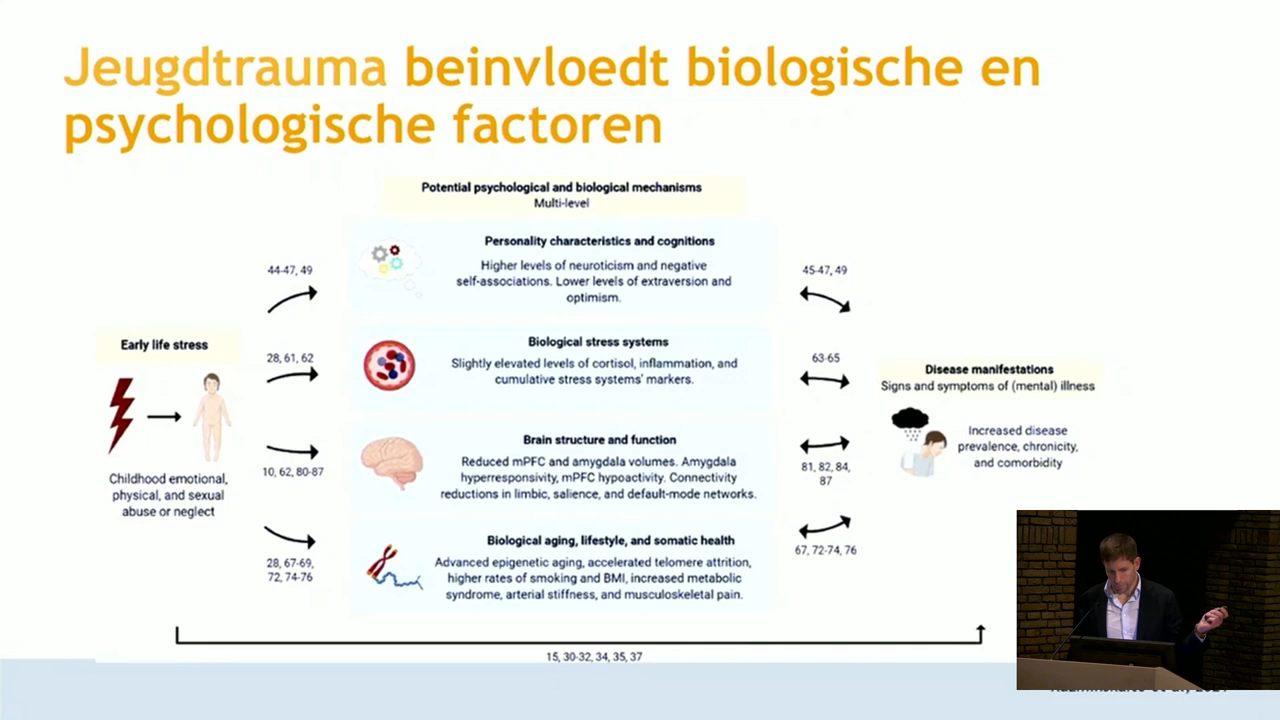 Jeugdtrauma beinvloedt biologische en
psychologische factoren
Potential psychological and biological mechanisms
Multi-level
Personality characteristics and cognitions
Higher levels of neuroticism and negative
self-associations. Lower levels of extraversion and
optimism.
44-47, 49
45-47, 49
Early life stress
Childhood emotional,
physical, and sexual
abuse or neglect
28, 61, 62
Biological stress systems
Slightly elevated levels of cortisol, inflammation, and
cumulative stress systems' markers.
63-65
Disease manifestations
Signs and symptoms of (mental) illness
Increased disease
prevalence, chronicity,
and comorbidity
10, 62, 80-87
Brain structure and function
Reduced mPFC and amygdala volumes. Amygdala
hyperresponsivity, mPFC hypoactivity. Connectivity
reductions in limbic, salience, and default-mode networks.
81, 82, 84,
87
28, 67-69,
72, 74-76
Biological aging, lifestyle, and somatic health
Advanced epigenetic aging, accelerated telomere attrition,
higher rates of smoking and BMI, increased metabolic
syndrome, arterial stiffness, and musculoskeletal pain.
67, 72-74, 76
15, 30-32, 34, 35, 37